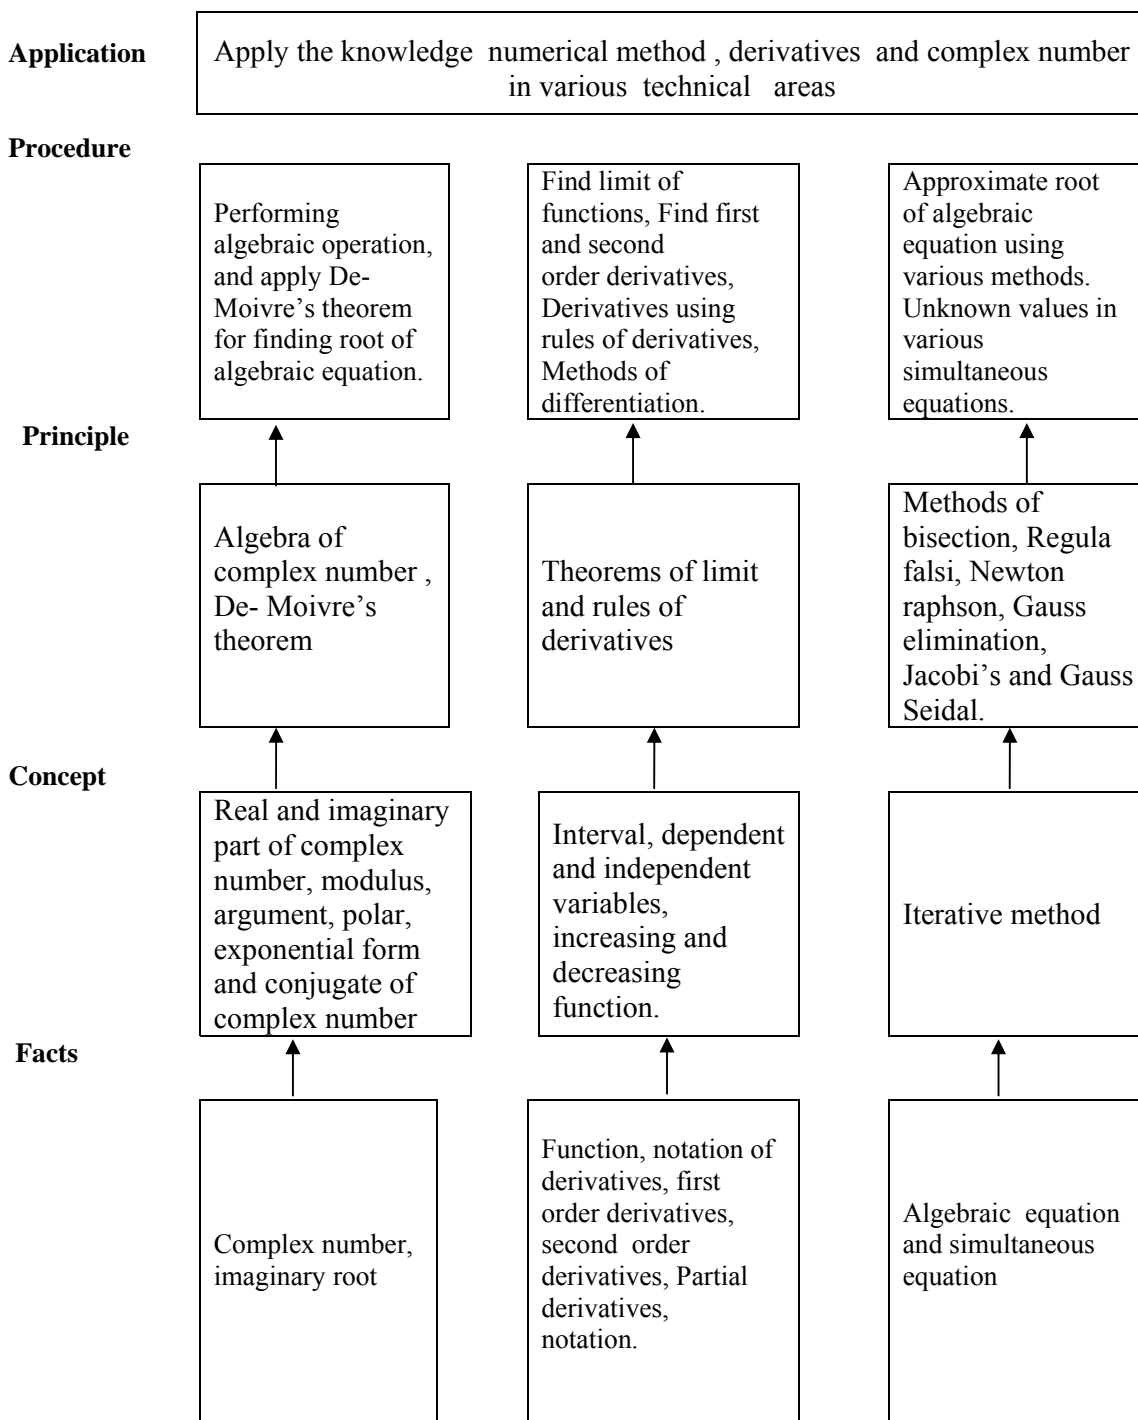 Application
Apply the knowledge numerical method , derivatives and complex number
in various technical areas
Procedure
Performing
algebraic operation,
and apply De-
Moivre's theorem
for finding root of
algebraic equation.
Find limit of
functions, Find first
and second
order derivatives,
Derivatives using
rules of derivatives,
Methods of
differentiation.
Approximate root
of algebraic
equation using
various methods.
Unknown values in
various
simultaneous
equations.
Principle
Algebra of
complex number ,
De- Moivre's
theorem
Theorems of limit
and rules of
derivatives
Methods of
bisection, Regula
falsi, Newton
raphson, Gauss
elimination,
Jacobi's and Gauss
Seidal.
Concept
Real and imaginary
part of complex
number, modulus,
argument, polar,
exponential form
and conjugate of
complex number
Interval, dependent
and independent
variables,
increasing and
decreasing
function.
Iterative method
Facts
Complex number,
imaginary root
Function, notation of
derivatives, first
order derivatives,
second order
derivatives, Partial
derivatives,
notation.
Algebraic equation
and simultaneous
equation